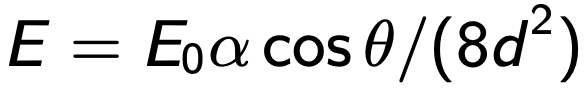 E = E₀α cos θ/(8d²)